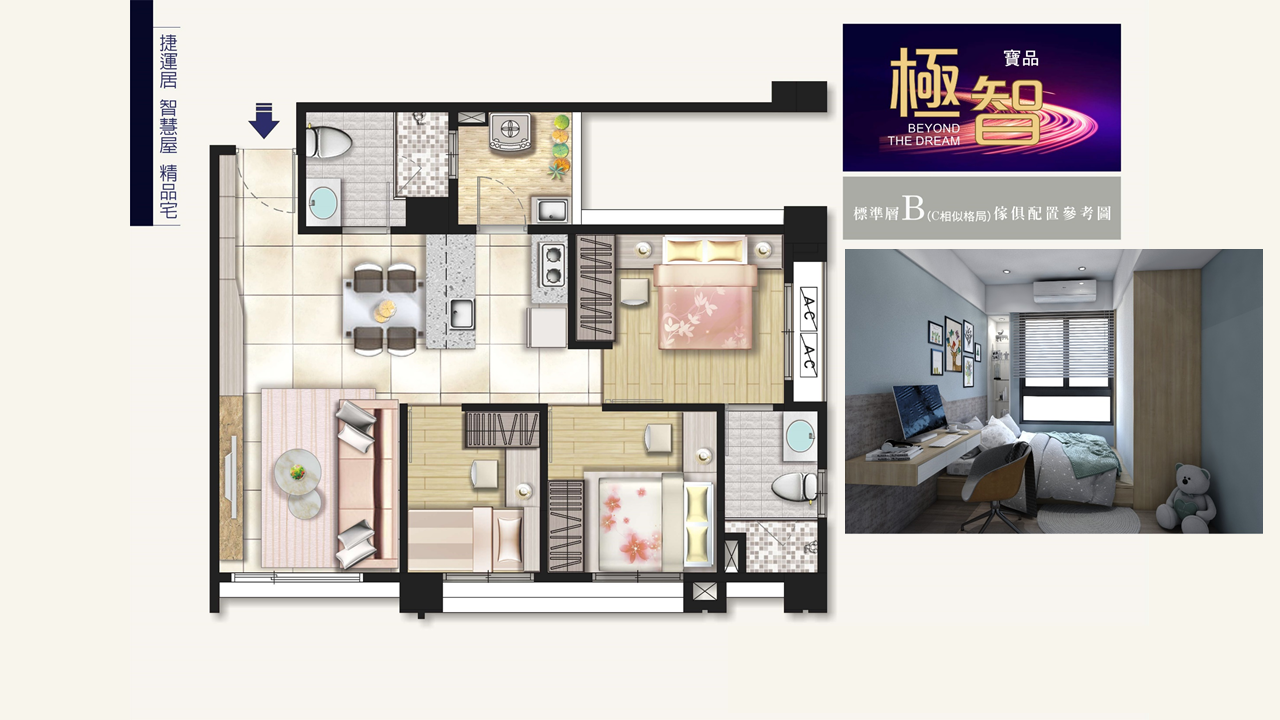 捷運居 智慧屋 精品宅
寶品
極智
BEYOND
THE DREAM
標準層B(C相似格局)傢俱配置參考圖
AC
AC